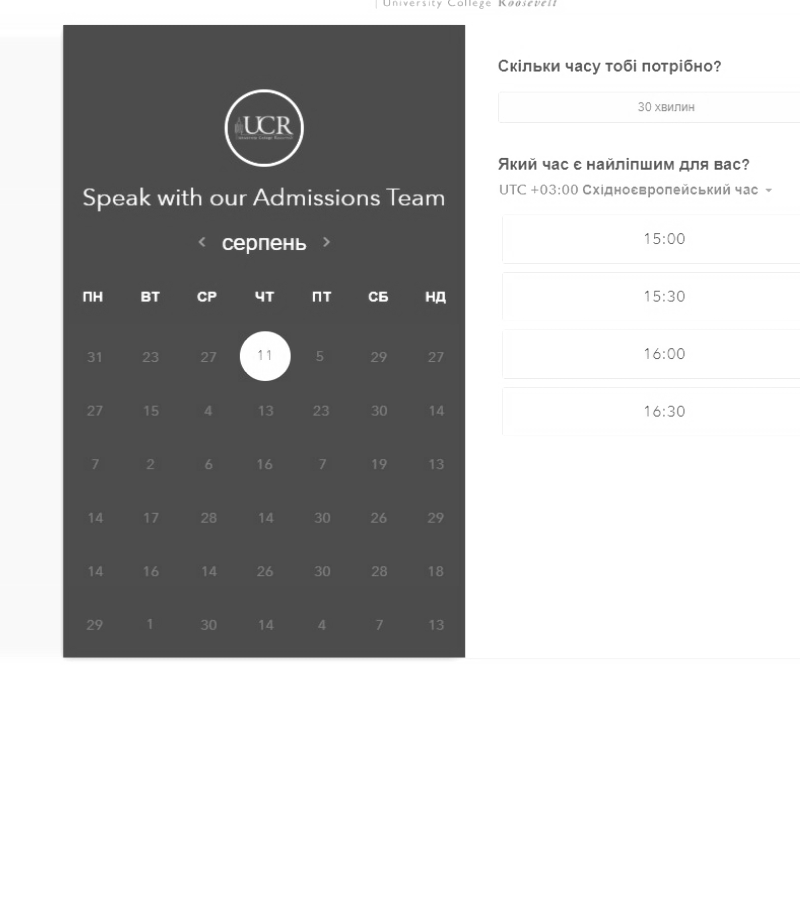 | University College Roosevelt
UCR
Speak with our Admissions Team
< серпень >
ПН ВТ СР ЧТ ПТ СБ НД
31 23 27 11 5 29 27
27 15 4 13 23 30 14
7 2 6 16 7 19 13
14 17 28 14 30 26 29
14 16 14 26 30 28 18
29 1 30 14 4 7 13
Скільки часу тобі потрібно?
30 хвилин
Який час є найліпшим для вас?
UTC +03:00 Східноєвропейський час
15:00
15:30
16:00
16:30